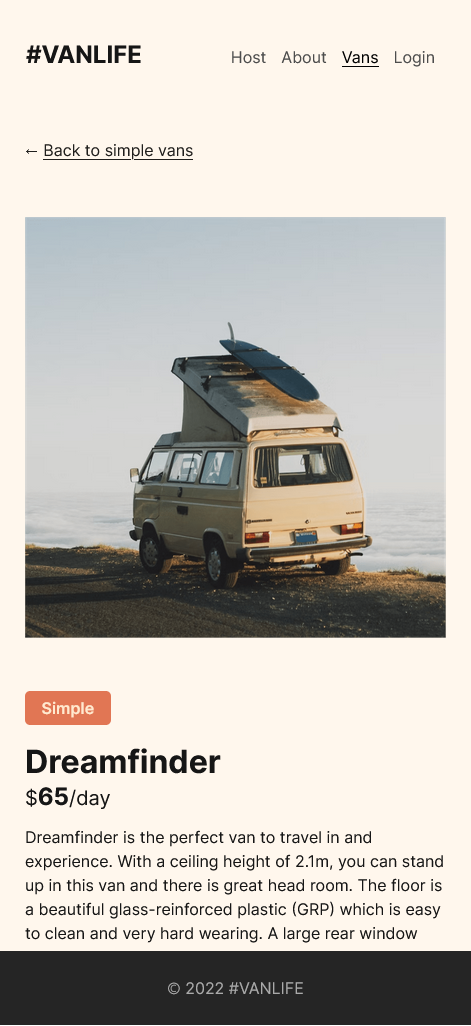 #VANLIFE
Host About Vans Login
← Back to simple vans
Simple
Dreamfinder
$65/day
Dreamfinder is the perfect van to travel in and
experience. With a ceiling height of 2.1m, you can stand
up in this van and there is great head room. The floor is
a beautiful glass-reinforced plastic (GRP) which is easy
to clean and very hard wearing. A large rear window
© 2022 #VANLIFE